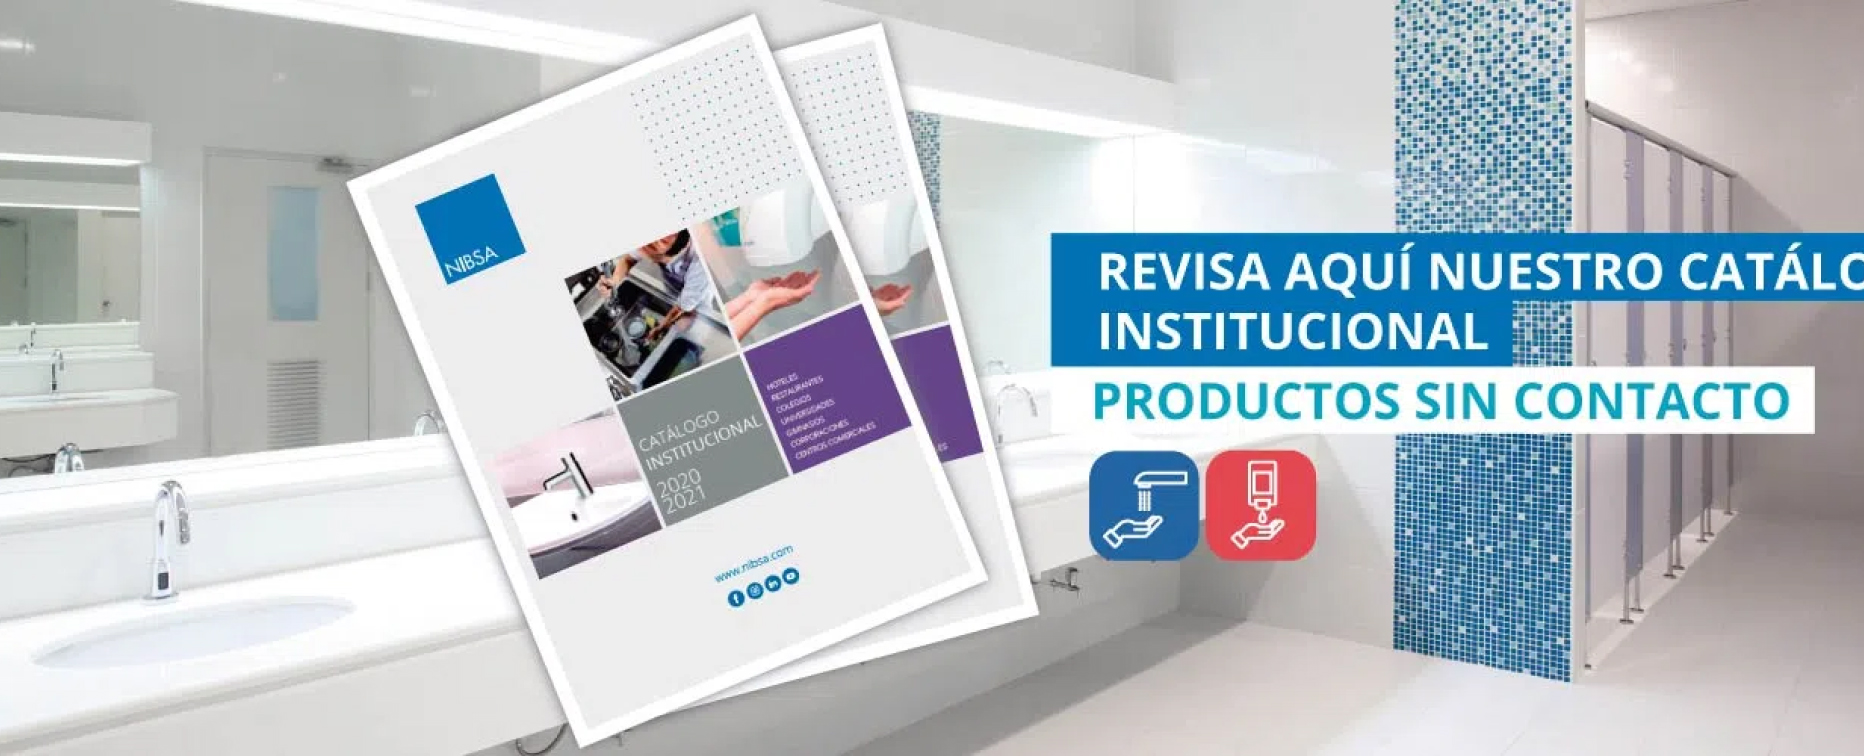 NIBSA
CATÁLOGO
INSTITUCIONAL
2020
2021
HOTELES
RESTAURANTES
COLEGIOS
UNIVERSIDADES
GIMNASIOS
CORPORACIONES
CENTROS COMERCIALES
ES
www.nibsa.com
REVISA AQUÍ NUESTRO CATÁLO
INSTITUCIONAL
PRODUCTOS SIN CONTACTO